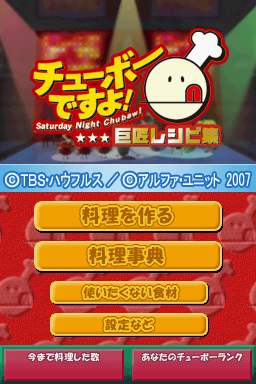 チューボー
ですよ!
Saturday Night Chubaw!
★★★巨匠レシピ集
©TBS・ハウフルス / ©アルファ・ユニット 2007
料理を作る
料理事典
使いたくない食材
設定など
今まで料理した数
あなたのチューボーランク